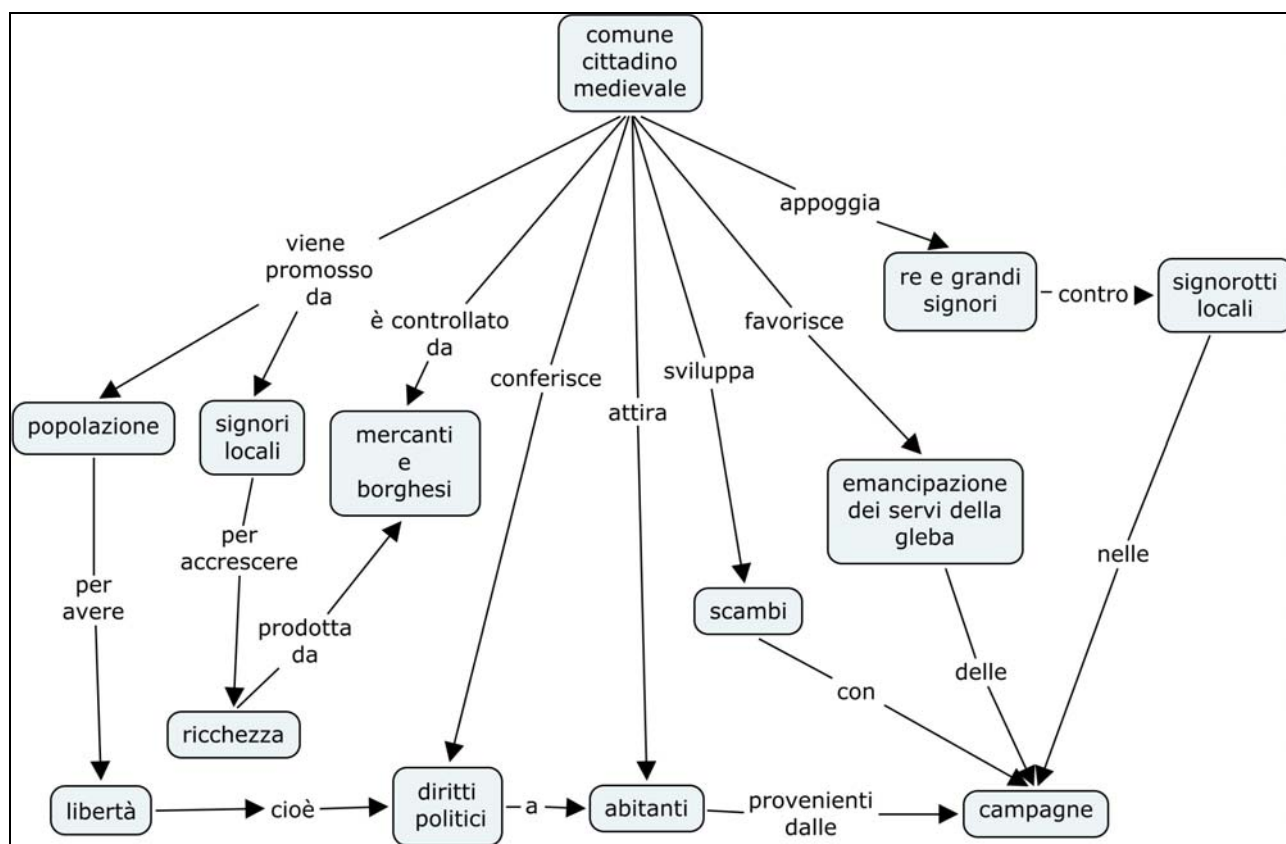 comune
cittadino
medievale
appoggia
viene
promosso
da
re e grandi
signori
contro
signorotti
locali
è controllato
da
favorisce
conferisce
sviluppa
attira
popolazione
signori
locali
mercanti
e
borghesi
emancipazione
dei servi della
gleba
per
accrescere
nelle
per
avere
scambi
prodotta
da
delle
con
ricchezza
libertà
cioè
diritti
politici
a
abitanti
provenienti
dalle
campagne